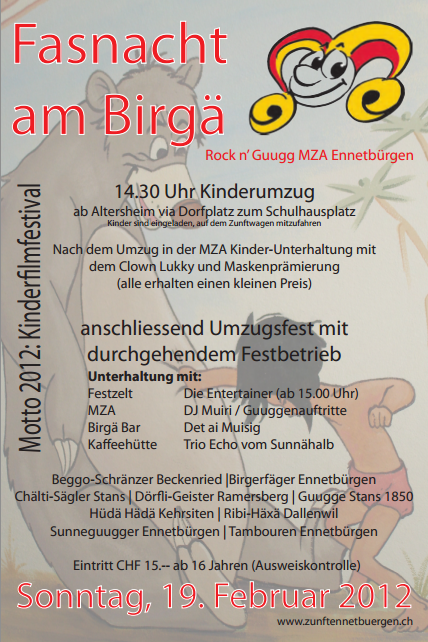 Fasnacht
am Birgä
Rock n' Guugg MZA Ennetbürgen
Motto 2012: Kinderfilmfestival
14.30 Uhr Kinderumzug
ab Altersheim via Dorfplatz zum Schulhausplatz
Kinder sind eingeladen, auf dem Zunftwagen mitzufahren
Nach dem Umzug in der MZA Kinder-Unterhaltung mit
dem Clown Lukky und Maskenprämierung
(alle erhalten einen kleinen Preis)
anschliessend Umzugsfest mit
durchgehendem Festbetrieb
Unterhaltung mit:
Festzelt Die Entertainer (ab 15.00 Uhr)
MZA DJ Muiri / Guuggenauftritte
Birgä Bar Det ai Muisig
Kaffeehütte Trio Echo vom Sunnähalb
Beggo-Schränzer Beckenried |Birgerfäger Ennetbürgen
Chälti-Sägler Stans | Dörfli-Geister Ramersberg | Guugge Stans 1850
Hüdä Hädä Kehrsiten | Ribi-Häxä Dallenwil
Sunneguugger Ennetbürgen |Tambouren Ennetbürgen
Eintritt CHF 15.-- ab 16 Jahren (Ausweiskontrolle)
Sonntag, 19. Februar 2012
www.zunftennetbuergen.ch